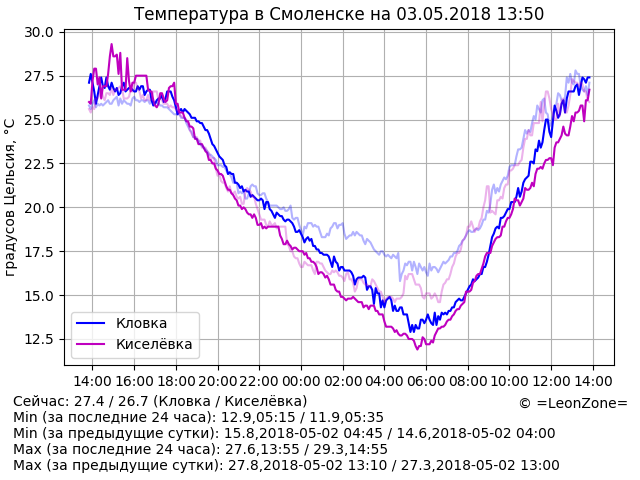 Температура в Смоленске на 03.05.2018 13:50
градусов Цельсия, °C
30.0
27.5
25.0
22.5
20.0
17.5
15.0
12.5
Кловка
Киселёвка
14:00 16:00 18:00 20:00 22:00 00:00 02:00 04:00 06:00 08:00 10:00 12:00 14:00
Сейчас: 27.4 / 26.7 (Кловка / Киселёвка)
© =LeonZone=
Min (за последние 24 часа): 12.9,05:15 / 11.9,05:35
Min (за предыдущие сутки): 15.8,2018-05-02 04:45 / 14.6,2018-05-02 04:00
Max (за последние 24 часа): 27.6,13:55 / 29.3,14:55
Max (за предыдущие сутки): 27.8,2018-05-02 13:10 / 27.3,2018-05-02 13:00